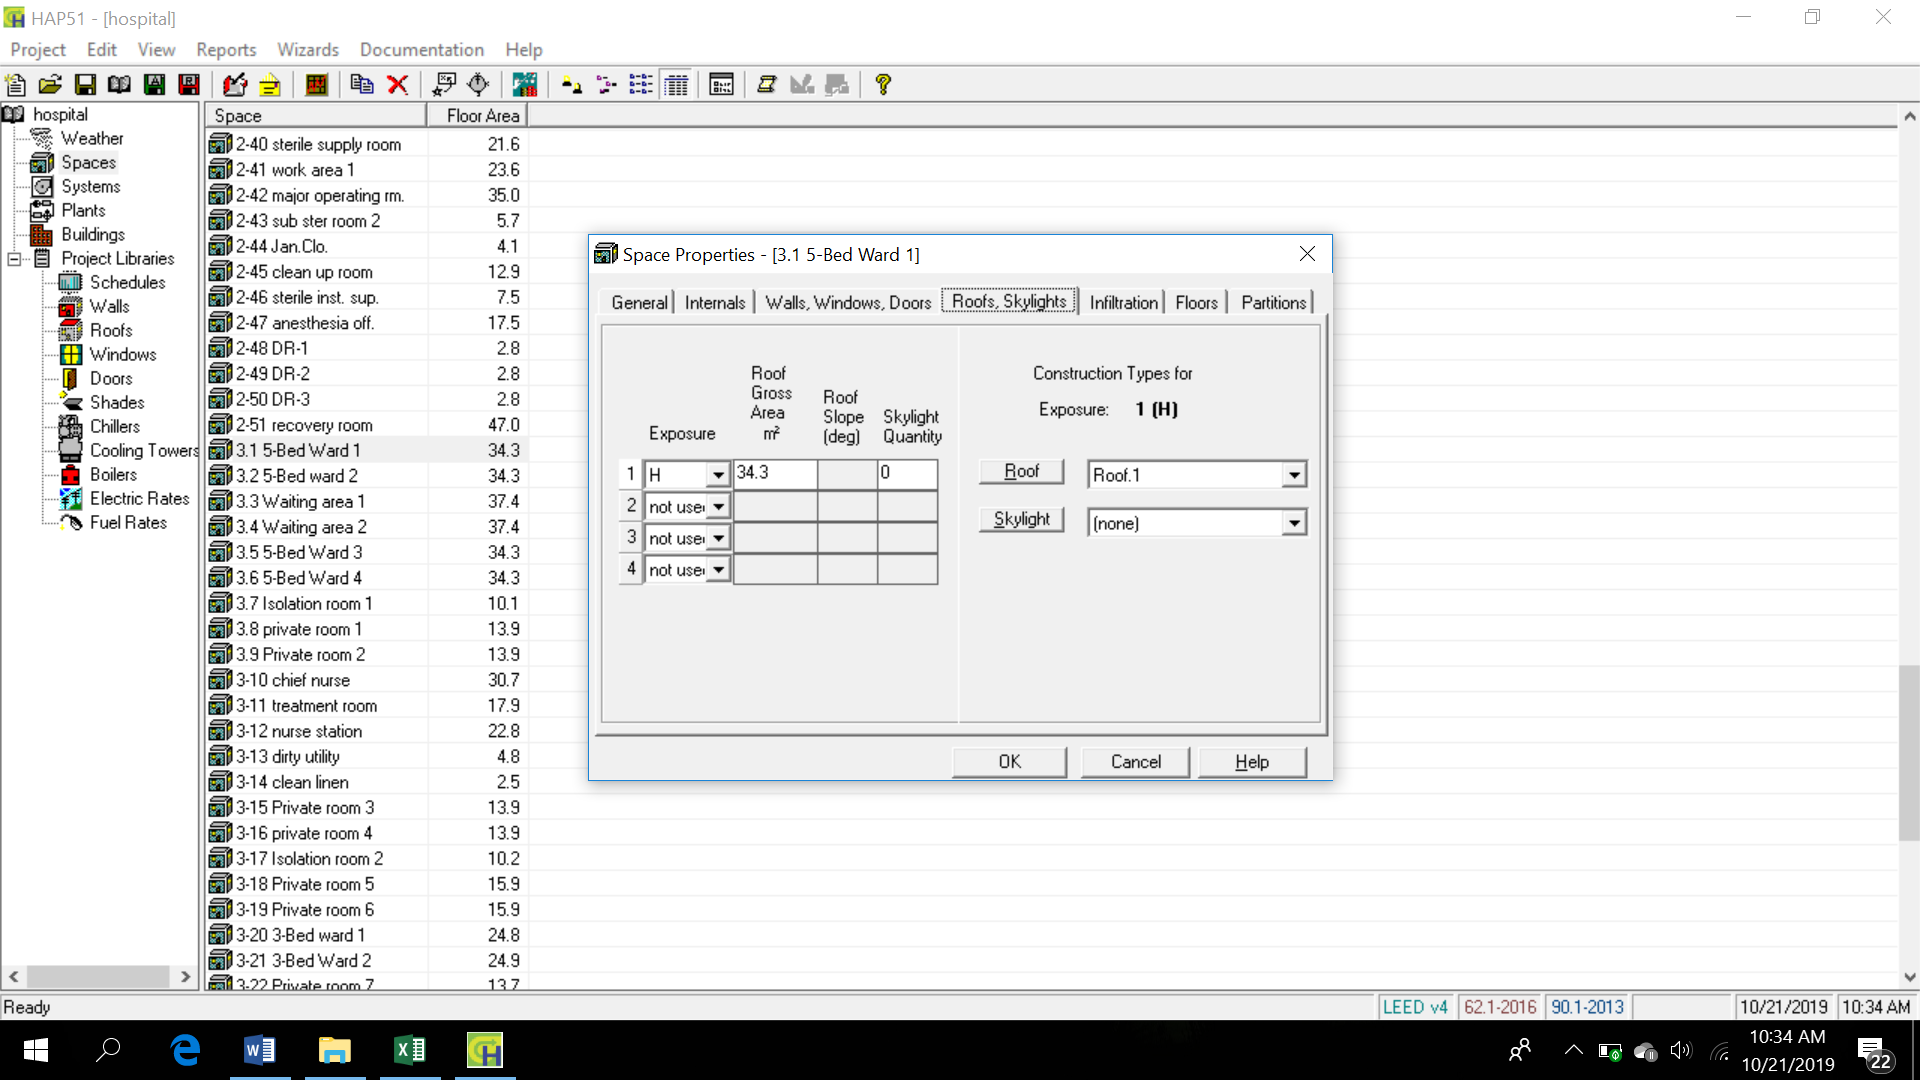 HAP51 - [hospital]
Project Edit View Reports Wizards Documentation Help
hospital
Weather
Spaces
Systems
Plants
Buildings
Project Libraries
Schedules
Walls
Roofs
Windows
Doors
Shades
Chillers
Cooling Towers
Boilers
Electric Rates
Fuel Rates
Space Floor Area
2-40 sterile supply room 21.6
2-41 work area 1 23.6
2-42 major operating rm. 35.0
2-43 sub ster room 2 5.7
2-44 Jan.Clo. 4.1
2-45 clean up room 12.9
2-46 sterile inst. sup. 7.5
2-47 anesthesia off. 17.5
2-48 DR-1 2.8
2-49 DR-2 2.8
2-50 DR-3 2.8
2-51 recovery room 47.0
3.1 5-Bed Ward 1 34.3
3.2 5-Bed ward 2 34.3
3.3 Waiting area 1 37.4
3.4 Waiting area 2 37.4
3.5 5-Bed Ward 3 34.3
3.6 5-Bed Ward 4 34.3
3.7 Isolation room 1 10.1
3.8 private room 1 13.9
3.9 Private room 2 13.9
3-10 chief nurse 30.7
3-11 treatment room 17.9
3-12 nurse station 22.8
3-13 dirty utility 4.8
3-14 clean linen 2.5
3-15 Private room 3 13.9
3-16 private room 4 13.9
3-17 Isolation room 2 10.2
3-18 Private room 5 15.9
3-19 Private room 6 15.9
3-20 3-Bed ward 1 24.8
3-21 3-Bed Ward 2 24.9
3-22 Private room 7 13.7
Space Properties - [3.1 5-Bed Ward 1]
General Internals Walls, Windows, Doors Roofs, Skylights Infiltration Floors Partitions
Exposure
Roof
Gross
Area
m²
Roof
Slope
(deg)
Skylight
Quantity
1 H 34.3 0
2 not use
3 not use
4 not use
Construction Types for
Exposure: 1 (H)
Roof Roof.1
Skylight (none)
OK Cancel Help
Ready
LEED v4 62.1-2016 90.1-2013 10/21/2019 10:34 AM
10:34 AM
10/21/2019
22